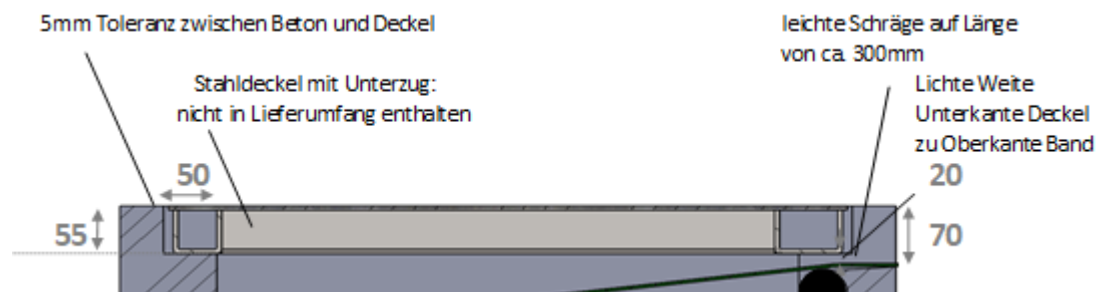 5mm Toleranz zwischen Beton und Deckel
leichte Schräge auf Länge
von ca. 300mm
Stahldeckel mit Unterzug:
nicht in Lieferumfang enthalten
Lichte Weite
Unterkante Deckel
zu Oberkante Band
50
20
55
70